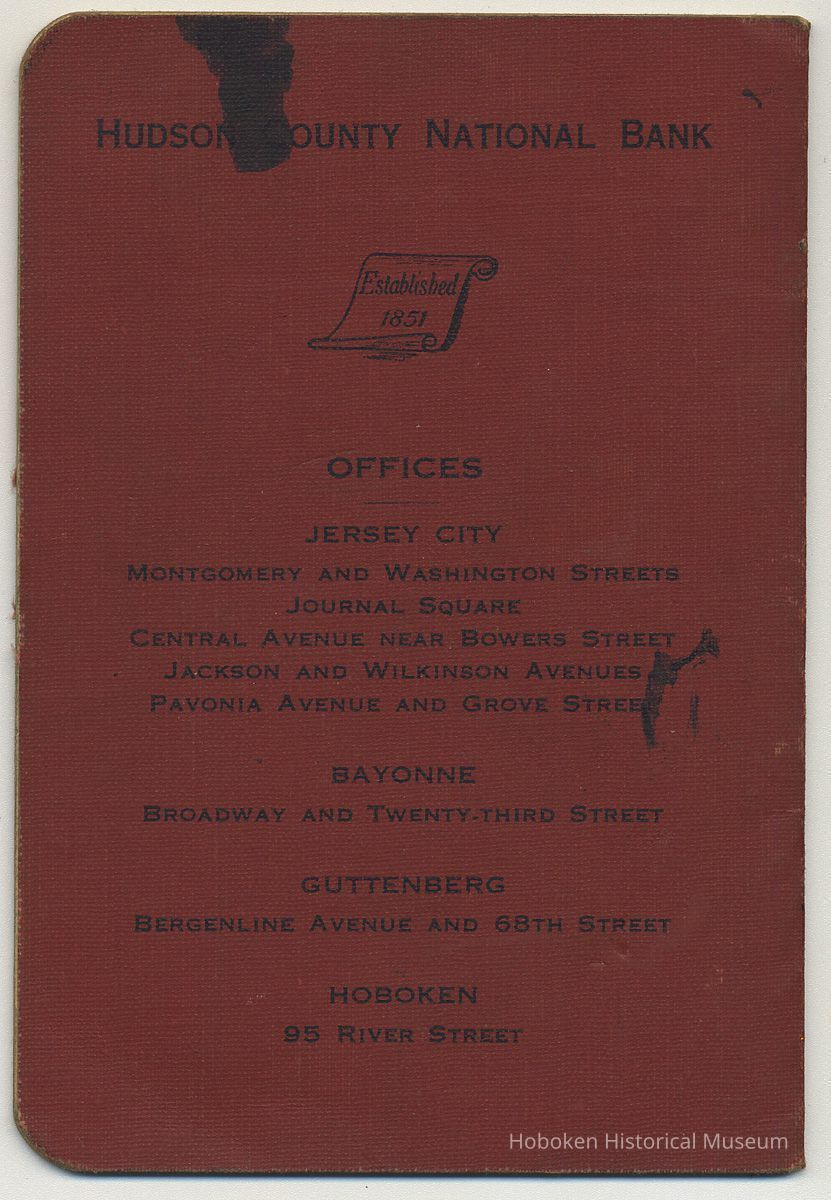 HUDSON COUNTY NATIONAL BANK
Established
1851
OFFICES
JERSEY CITY
MONTGOMERY AND WASHINGTON STREETS
JOURNAL SQUARE
CENTRAL AVENUE NEAR BOWERS STREET
JACKSON AND WILKINSON AVENUES
PAVONIA AVENUE AND GROVE STREET
BAYONNE
BROADWAY AND TWENTY-THIRD STREET
GUTTENBERG
BERGENLINE AVENUE AND 68TH STREET
HOBOKEN
95 RIVER STREET
Hoboken Historical Museum